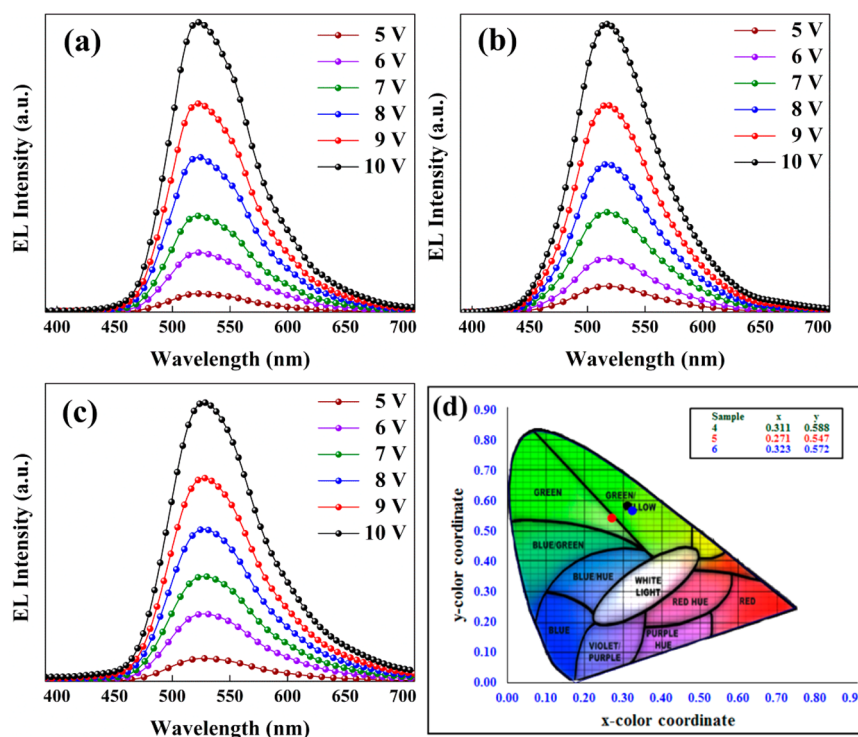 (a)
5 V
6 V
7 V
8 V
9 V
10 V
EL Intensity (a.u.)
400 450 500 550 600 650 700
Wavelength (nm)
(b)
5 V
6 V
7 V
8 V
9 V
10 V
EL Intensity (a.u.)
400 450 500 550 600 650 700
Wavelength (nm)
(c)
5 V
6 V
7 V
8 V
9 V
10 V
EL Intensity (a.u.)
400 450 500 550 600 650 700
Wavelength (nm)
(d)
Sample x y
4 0.311 0.588
5 0.271 0.547
6 0.323 0.572
y-color coordinate
0.90
0.80
0.70
0.60
0.50
0.40
0.30
0.20
0.10
0.00
GREEN
GREEN/
BLUE/GREEN
BLUE/HUE
WHITE
LIGHT
RED HUE
RED
BLUE
VIOLET/
PURPLE
PURPLE
HUE
0.00 0.10 0.20 0.30 0.40 0.50 0.60 0.70 0.80
x-color coordinate